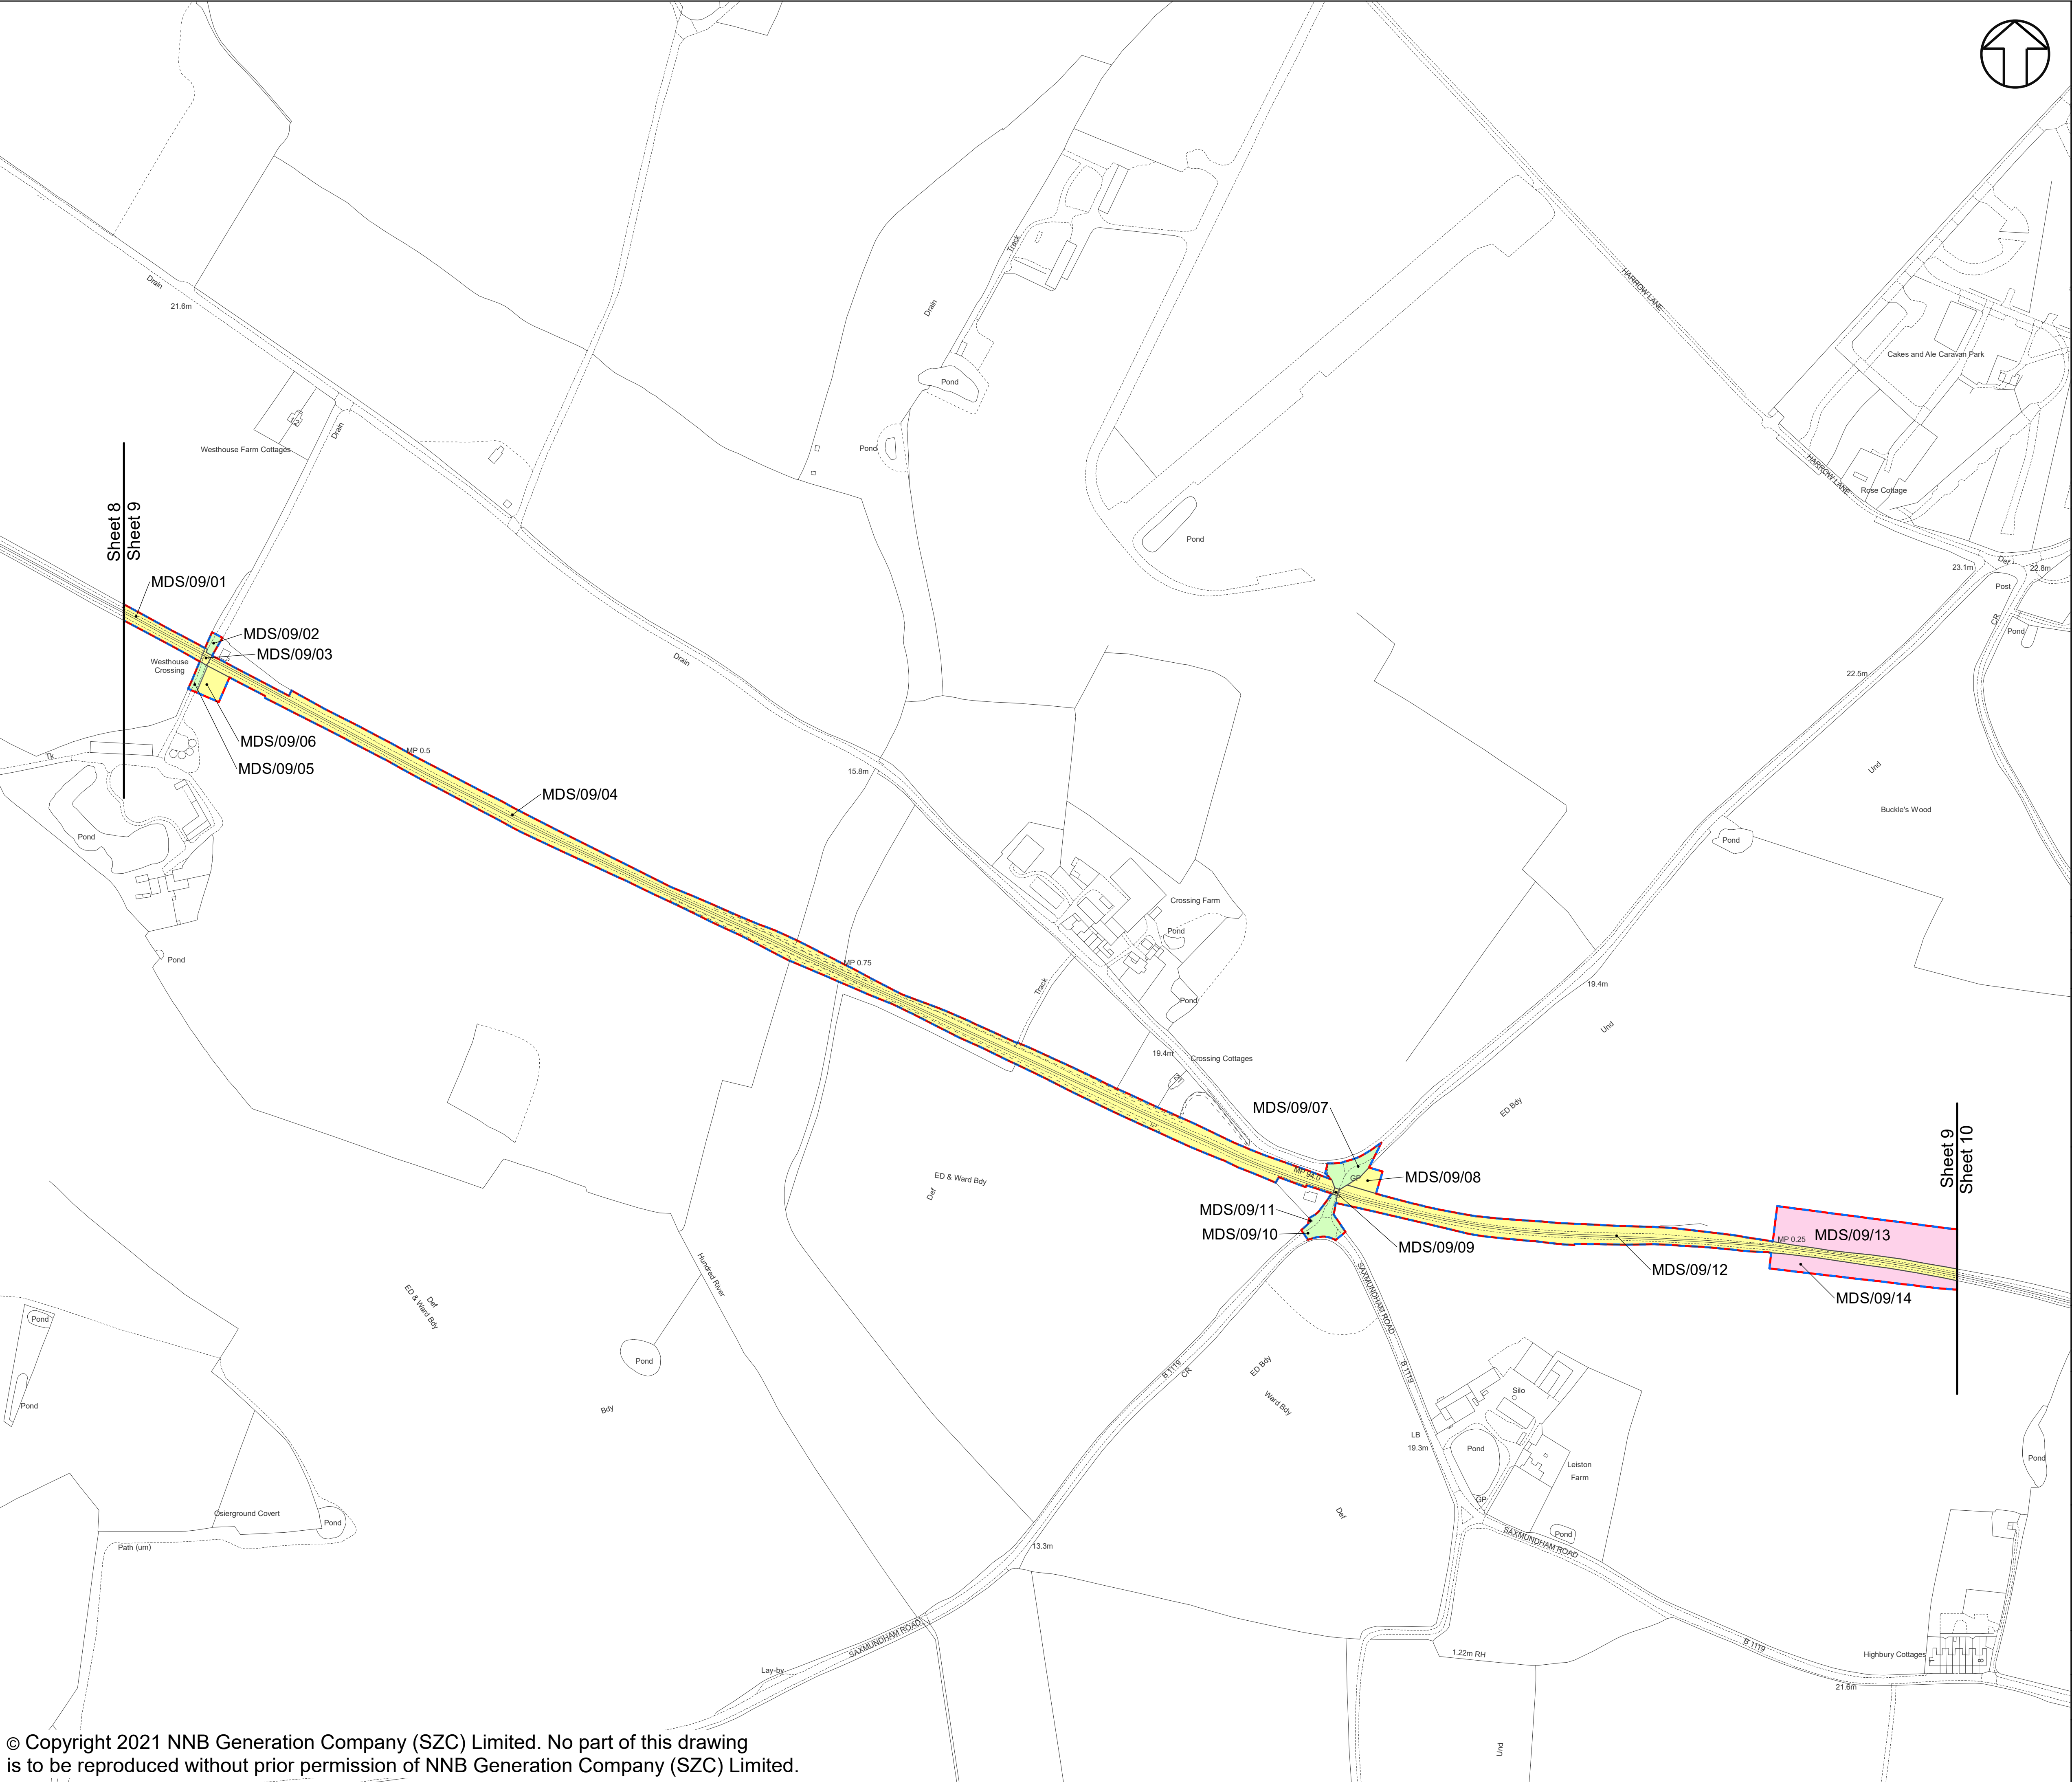 HARROW LANE
Track
Drain
21.6m
Drain
Cakes and Ale Caravan Park
Pond
Pond
Westhouse Farm Cottages
Drain
HARROW LANE
Rose Cottage
Pond
Sheet 8
Sheet 9
23.1m
Def
22.8m
Post
CR
Pond
MDS/09/01
MDS/09/02
MDS/09/03
Westhouse
Crossing
Drain
22.5m
MDS/09/06
MDS/09/05
Tk
MP 0.5
15.8m
Und
MDS/09/04
Buckle's Wood
Pond
Pond
Crossing Farm
Pond
Pond
MP 0.75
Track
19.4m
Pond
Und
19.4m
Crossing Cottages
MDS/09/07
ED Bdy
Sheet 9
Sheet 10
ED & Ward Bdy
Def
MP 94.0
GP
MDS/09/08
MDS/09/11
MDS/09/10
MDS/09/09
MDS/09/12
MP 0.25
MDS/09/13
MDS/09/14
Hundred River
Def
ED & Ward Bdy
SAXMUNDHAM ROAD
Pond
Pond
B 1119
CR
ED Bdy
Ward Bdy
B 1119
Silo
Pond
Bdy
LB
19.3m
Pond
Leiston
Farm
Pond
GP
Def
Osierground Covert
Pond
Path (um)
13.3m
SAXMUNDHAM ROAD
Pond
SAXMUNDHAM ROAD
Lay-by
1.22m RH
B 1119
Highbury Cottages
1
8
21.6m
Und
© Copyright 2021 NNB Generation Company (SZC) Limited. No part of this drawing
is to be reproduced without prior permission of NNB Generation Company (SZC) Limited.